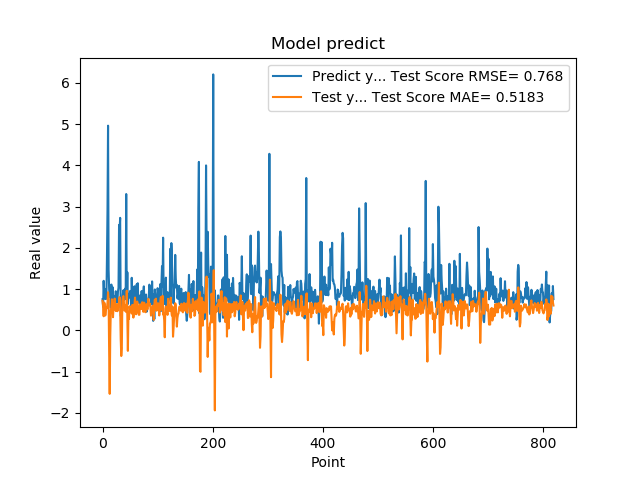 Model predict
Predict y... Test Score RMSE= 0.768
Test y... Test Score MAE= 0.5183
Real value
6
5
4
3
2
1
0
−1
−2
0 200 400 600 800
Point